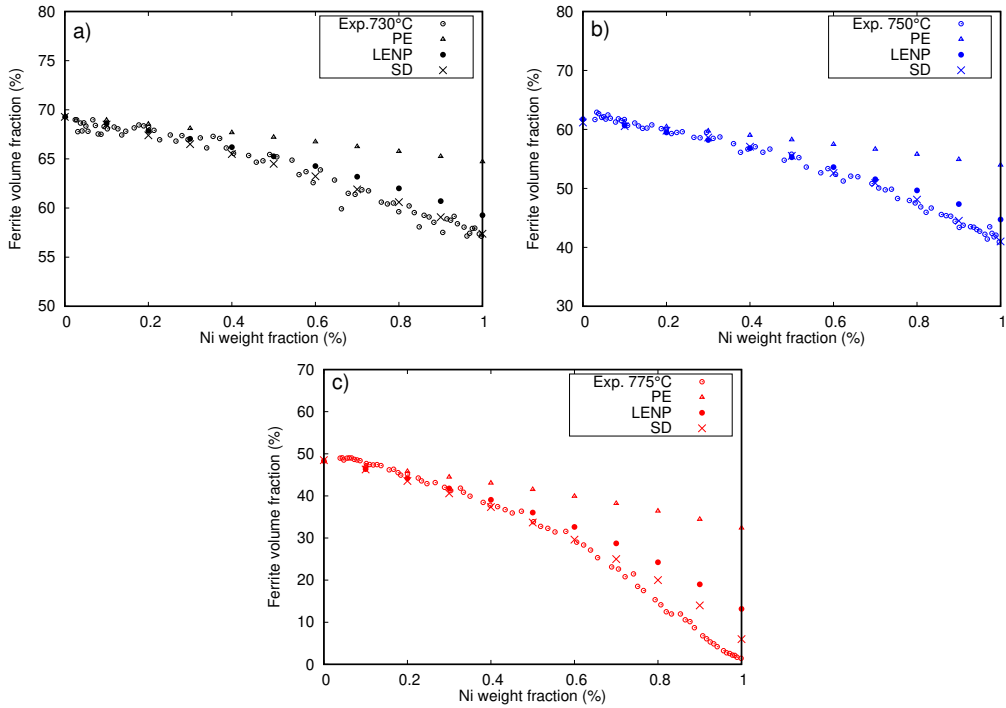 a)
Exp.730°C
PE
LENP
SD
80
75
70
65
60
55
50
Ferrite volume fraction (%)
0 0.2 0.4 0.6 0.8 1
Ni weight fraction (%)
b)
Exp. 750°C
PE
LENP
SD
80
70
60
50
40
30
Ferrite volume fraction (%)
0 0.2 0.4 0.6 0.8 1
Ni weight fraction (%)
c)
Exp. 775°C
PE
LENP
SD
70
60
50
40
30
20
10
0
Ferrite volume fraction (%)
0 0.2 0.4 0.6 0.8 1
Ni weight fraction (%)